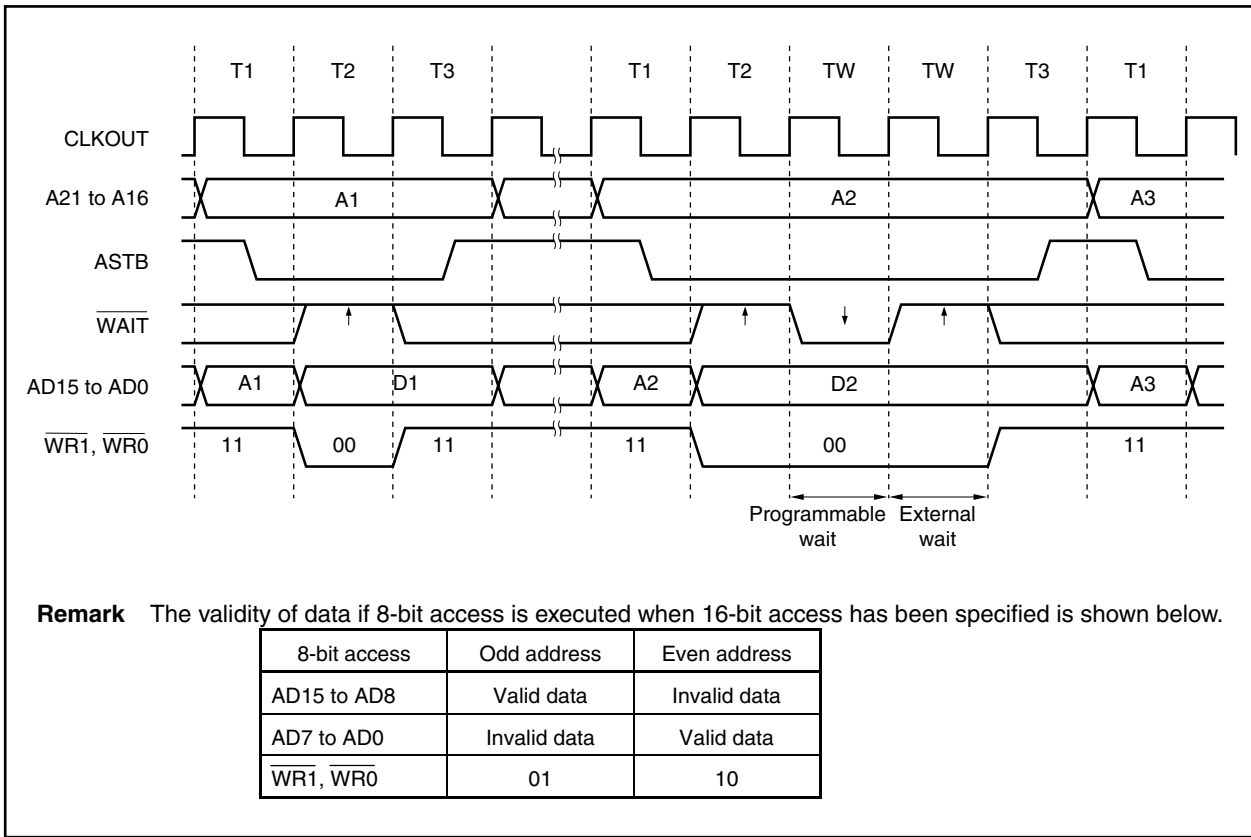 T1 T2 T3 T1 T2 TW TW T3 T1
CLKOUT
A21 to A16 A1 A2 A3
ASTB
WAIT
AD15 to AD0 A1 D1 A2 D2 A3
WR1, WR0 11 00 11 11 00 11
Programmable wait
External wait
Remark The validity of data if 8-bit access is executed when 16-bit access has been specified is shown below.
8-bit access Odd address Even address
AD15 to AD8 Valid data Invalid data
AD7 to AD0 Invalid data Valid data
WR1, WR0 01 10